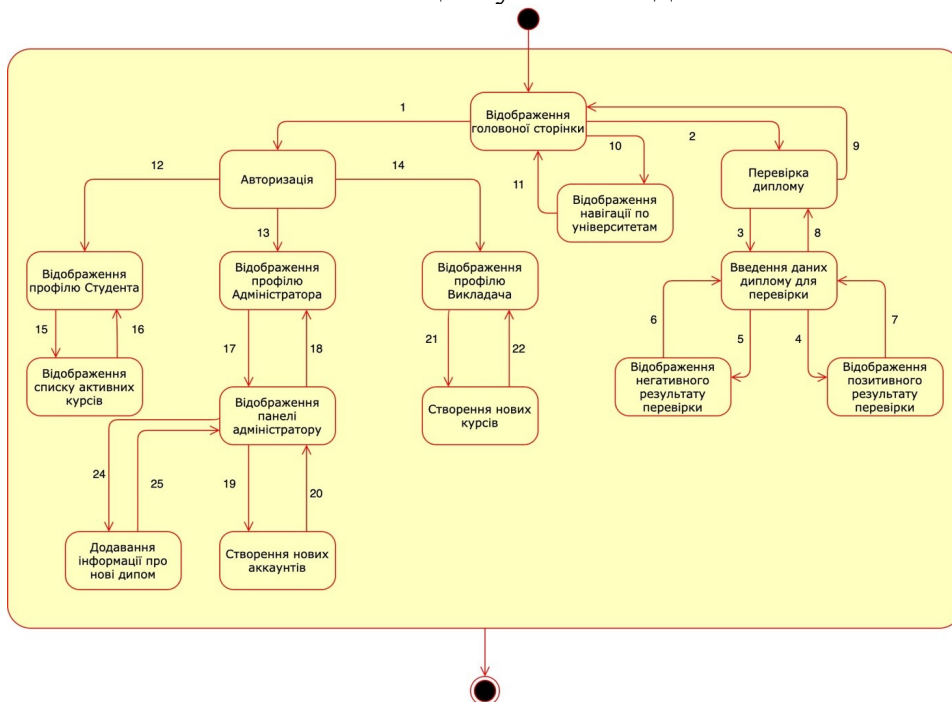 Відображення
головоної сторінки
1
2
9
10
11
12
14
Авторизація
Перевірка
диплому
Відображення
навігації по
університетам
13
3
8
Відображення
профілю Студента
Відображення
профілю
Адміністратора
Відображення
профілю
Викладача
Введення даних
диплому для
перевірки
15
16
17
18
21
22
6
5
4
7
Відображення
списку активних
курсів
Відображення
панелі
адміністратору
Створення нових
курсів
Відображення
негативного
результату
перевірки
Відображення
позитивного
результату
перевірки
24
25
19
20
Додавання
інформації про
нові дипом
Створення нових
аккаунтів